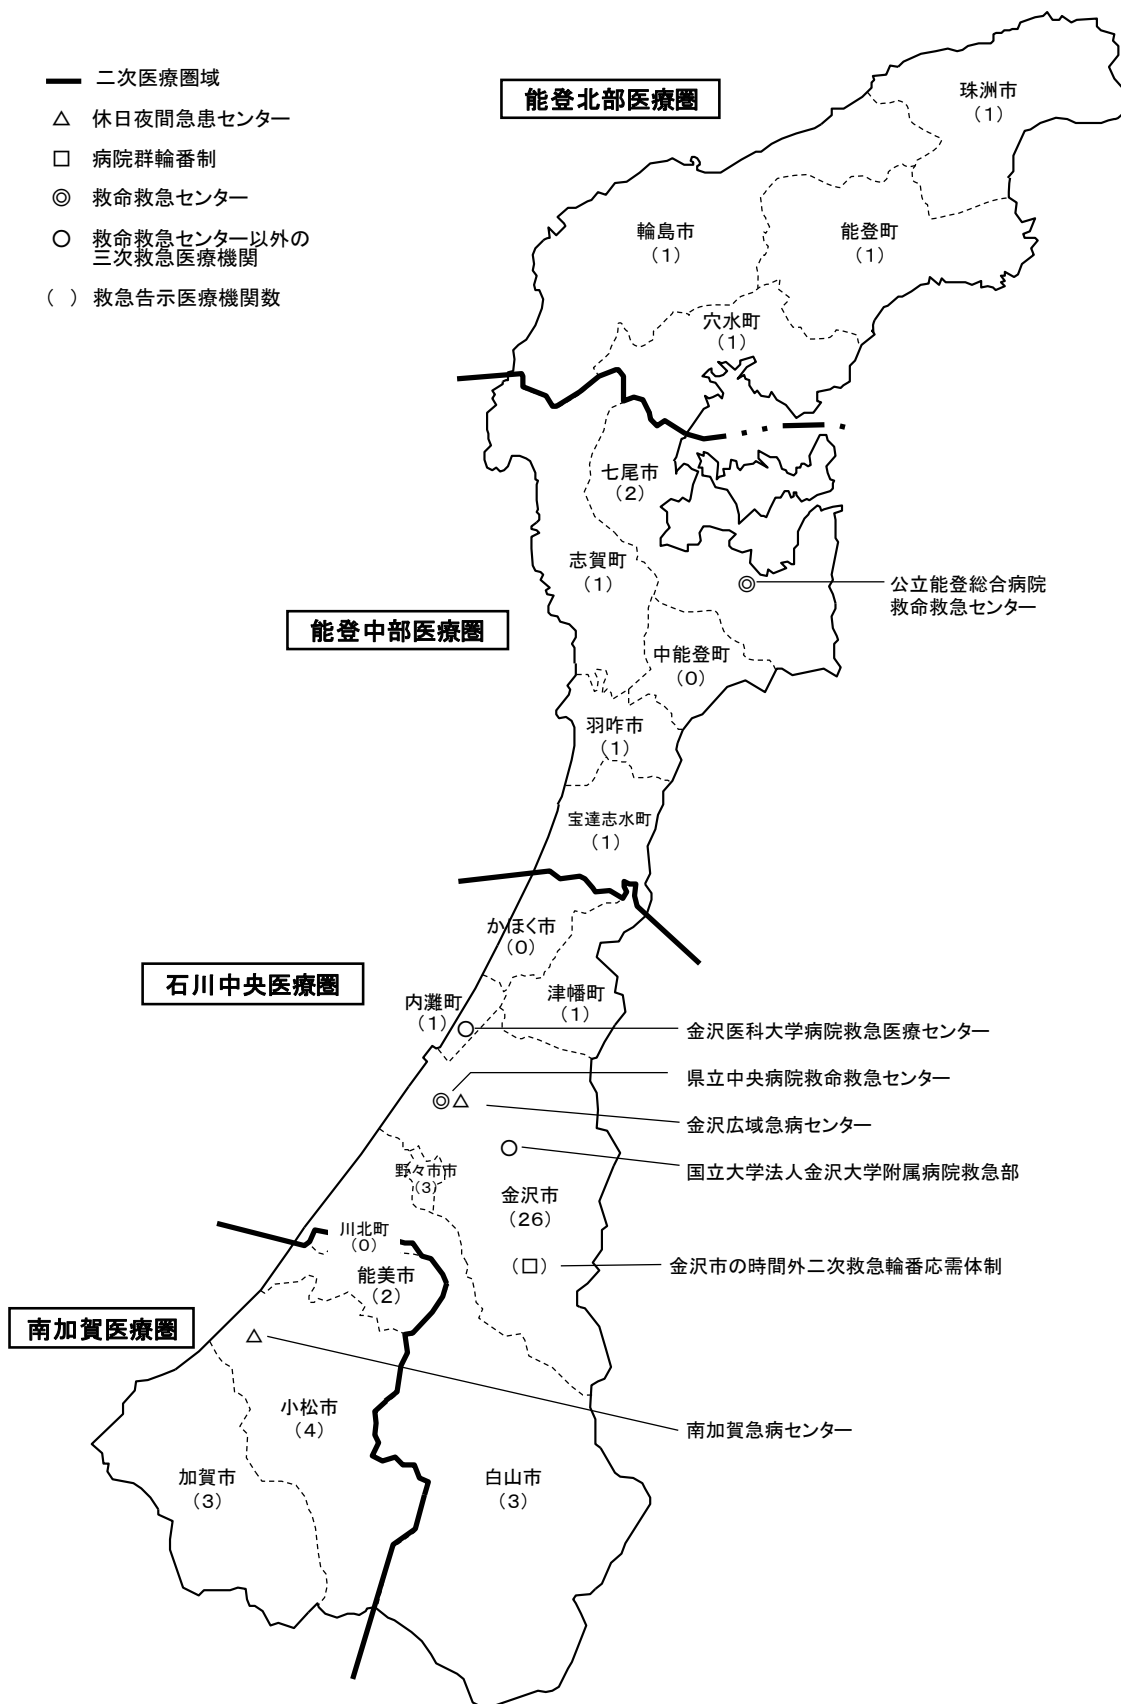 二次医療圏域
△ 休日夜間急患センター
□ 病院群輪番制
◎ 救命救急センター
○ 救命救急センター以外の
三次救急医療機関
( ) 救急告示医療機関数
能登北部医療圏
珠洲市
(1)
輪島市
(1)
能登町
(1)
穴水町
(1)
七尾市
(2)
志賀町
(1)
公立能登総合病院
救命救急センター
能登中部医療圏
中能登町
(0)
羽咋市
(1)
宝達志水町
(1)
かほく市
(0)
石川中央医療圏
津幡町
(1)
内灘町
(1)
金沢医科大学病院救急医療センター
県立中央病院救命救急センター
金沢広域急病センター
国立大学法人金沢大学附属病院救急部
野々市市
(3)
金沢市
(26)
(□)
金沢市の時間外二次救急輪番応需体制
川北町
(0)
能美市
(2)
南加賀医療圏
小松市
(4)
南加賀急病センター
加賀市
(3)
白山市
(3)